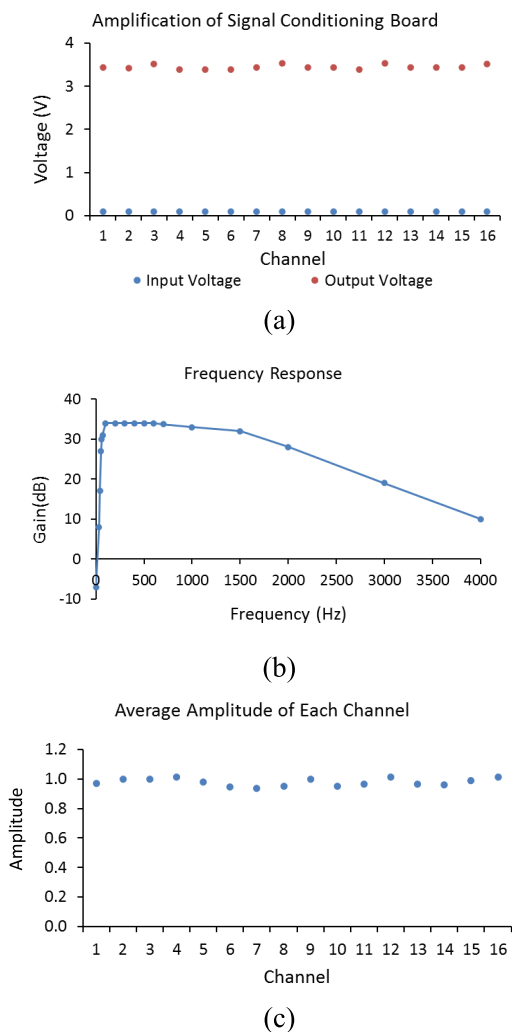 Amplification of Signal Conditioning Board
4
3
2
1
0
Voltage (V)
1 2 3 4 5 6 7 8 9 10 11 12 13 14 15 16
Channel
Input Voltage Output Voltage
(a)
Frequency Response
40
30
20
10
0
-10
Gain(dB)
0 500 1000 1500 2000 2500 3000 3500 4000
Frequency (Hz)
(b)
Average Amplitude of Each Channel
1.2
1.0
0.8
0.6
0.4
0.2
0.0
Amplitude
1 2 3 4 5 6 7 8 9 10 11 12 13 14 15 16
Channel
(c)